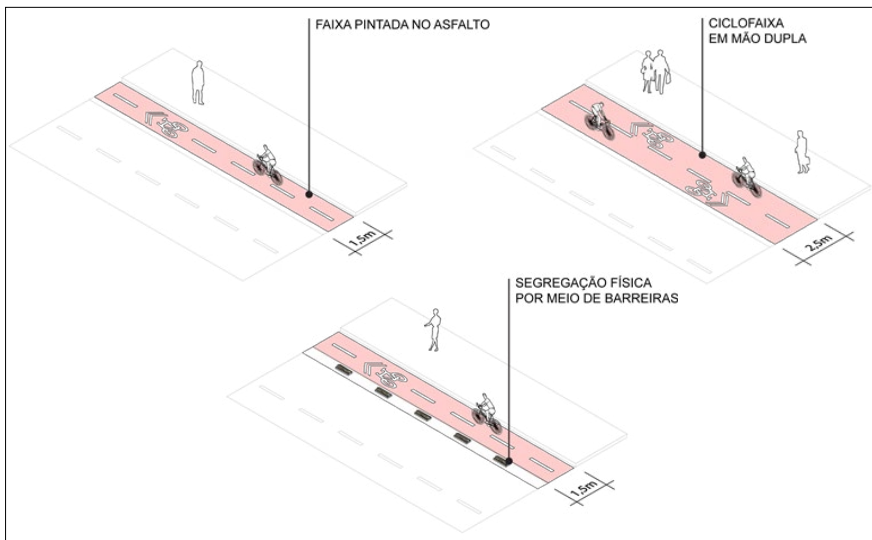 FAIXA PINTADA NO ASFALTO
1,5m
CICLOFAIXA
EM MÃO DUPLA
2,5m
SEGREGAÇÃO FÍSICA
POR MEIO DE BARREIRAS
1,5m